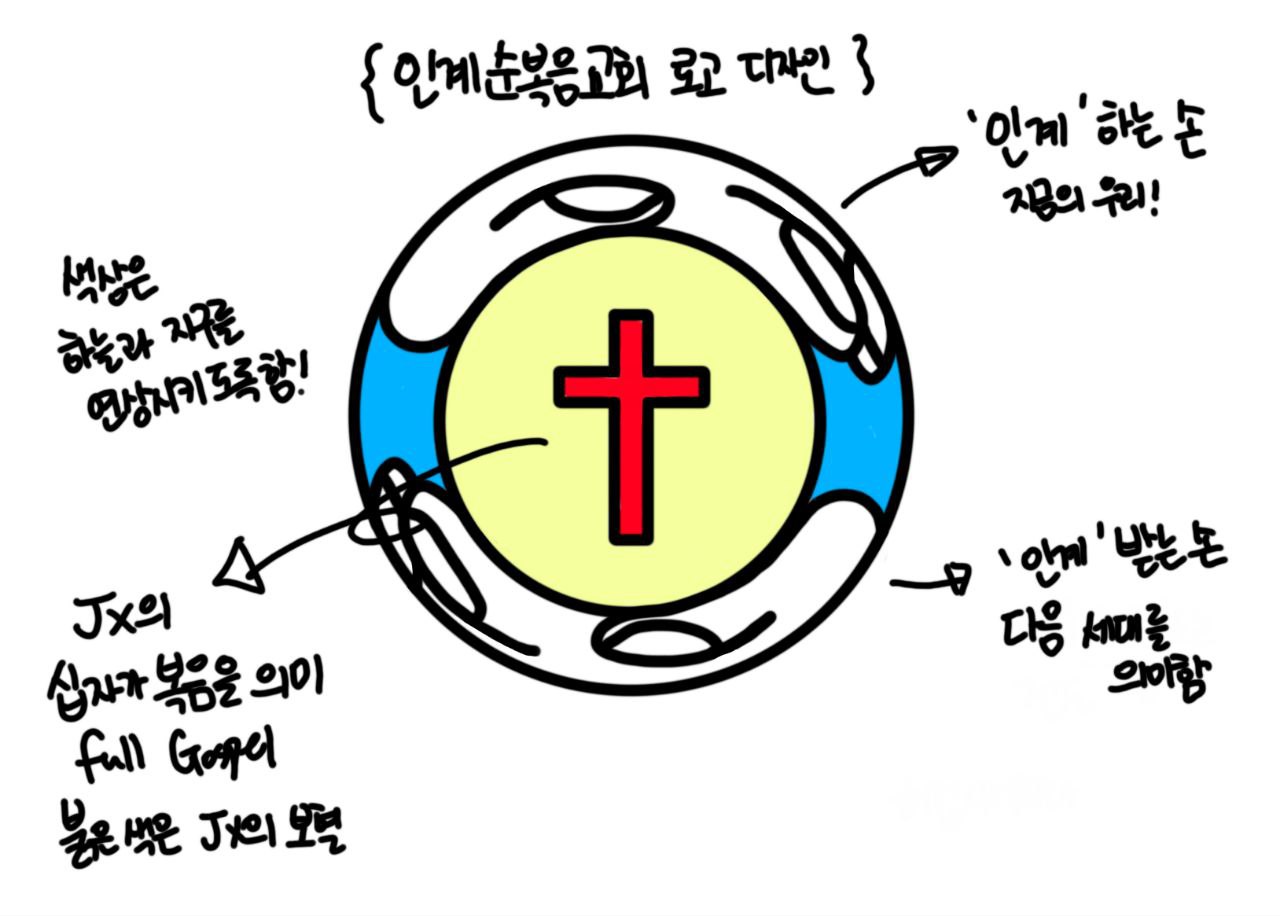 { 인계순복음교회 로고 디자인 }
'인계' 하는 손
지금의 우리!
색상은
하늘과 지구를
연상시키도록함!
Jx의
십자가 복음을 의미
full Gospel
붉은색은 Jx의 보혈
'인계' 받는 손
다음 세대를
의미함